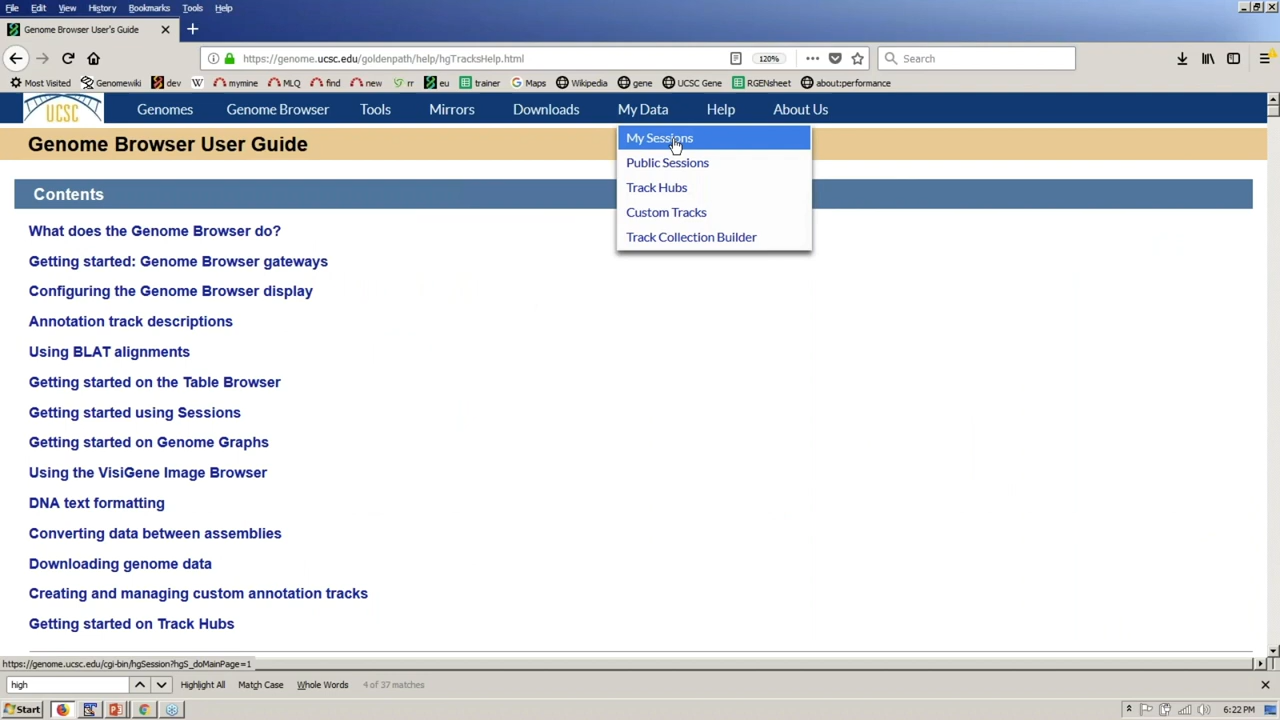 File Edit View History Bookmarks Tools Help
Genome Browser User's Guide
https://genome.ucsc.edu/goldenpath/help/hgTracksHelp.html 120% Search
Most Visited Genomewiki dev mymine MLQ find new rr eu trainer Maps Wikipedia gene UCSC Gene RGENsheet about:performance
UCSC Genomes Genome Browser Tools Mirrors Downloads My Data Help About Us
My Sessions
Public Sessions
Track Hubs
Custom Tracks
Track Collection Builder
Genome Browser User Guide
Contents
What does the Genome Browser do?
Getting started: Genome Browser gateways
Configuring the Genome Browser display
Annotation track descriptions
Using BLAT alignments
Getting started on the Table Browser
Getting started using Sessions
Getting started on Genome Graphs
Using the VisiGene Image Browser
DNA text formatting
Converting data between assemblies
Downloading genome data
Creating and managing custom annotation tracks
Getting started on Track Hubs
https://genome.ucsc.edu/cgi-bin/hgSession?hgS_doMainPage=1
high Highlight All Match Case Whole Words 4 of 37 matches
Start 6:22 PM